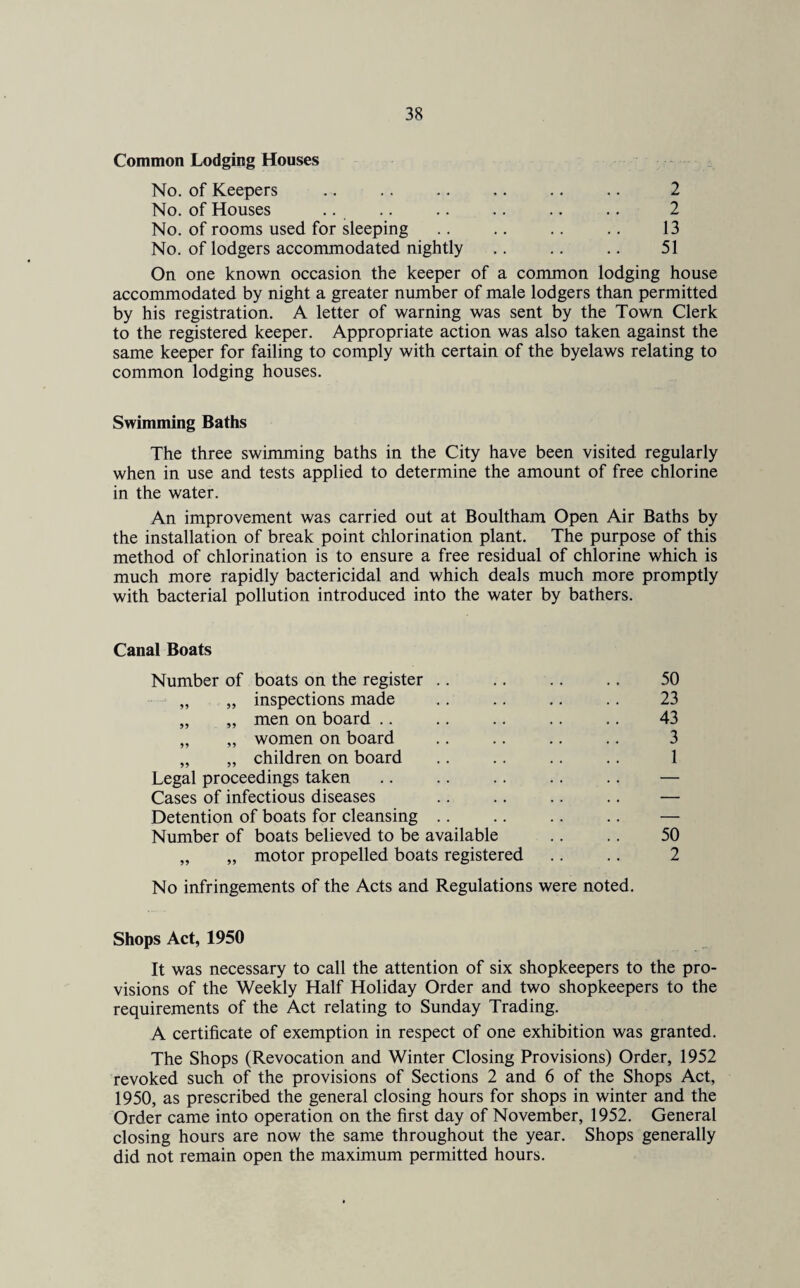 38
Common Lodging Houses
No. of Keepers .. .. .. .. .. .. 2
No. of Houses .. .. .. .. .. .. 2
No. of rooms used for sleeping .. .. .. .. 13
No. of lodgers accommodated nightly .. .. .. 51
On one known occasion the keeper of a common lodging house
accommodated by night a greater number of male lodgers than permitted
by his registration. A letter of warning was sent by the Town Clerk
to the registered keeper. Appropriate action was also taken against the
same keeper for failing to comply with certain of the byelaws relating to
common lodging houses.
Swimming Baths
The three swimming baths in the City have been visited regularly
when in use and tests applied to determine the amount of free chlorine
in the water.
An improvement was carried out at Boultham Open Air Baths by
the installation of break point chlorination plant. The purpose of this
method of chlorination is to ensure a free residual of chlorine which is
much more rapidly bactericidal and which deals much more promptly
with bacterial pollution introduced into the water by bathers.
Canal Boats
Number of boats on the register .. .. .. .. 50
„ „ inspections made .. .. .. .. 23
„ „ men on board .. .. .. .. .. 43
„ „ women on board .. .. .. .. 3
„ „ children on board .. .. .. .. 1
Legal proceedings taken .. .. .. .. .. —
Cases of infectious diseases .. .. .. .. —
Detention of boats for cleansing .. .. .. .. —
Number of boats believed to be available .. .. 50
„ „ motor propelled boats registered .. .. 2
No infringements of the Acts and Regulations were noted.
Shops Act, 1950
It was necessary to call the attention of six shopkeepers to the pro-
visions of the Weekly Half Holiday Order and two shopkeepers to the
requirements of the Act relating to Sunday Trading.
A certificate of exemption in respect of one exhibition was granted.
The Shops (Revocation and Winter Closing Provisions) Order, 1952
revoked such of the provisions of Sections 2 and 6 of the Shops Act,
1950, as prescribed the general closing hours for shops in winter and the
Order came into operation on the first day of November, 1952. General
closing hours are now the same throughout the year. Shops generally
did not remain open the maximum permitted hours.